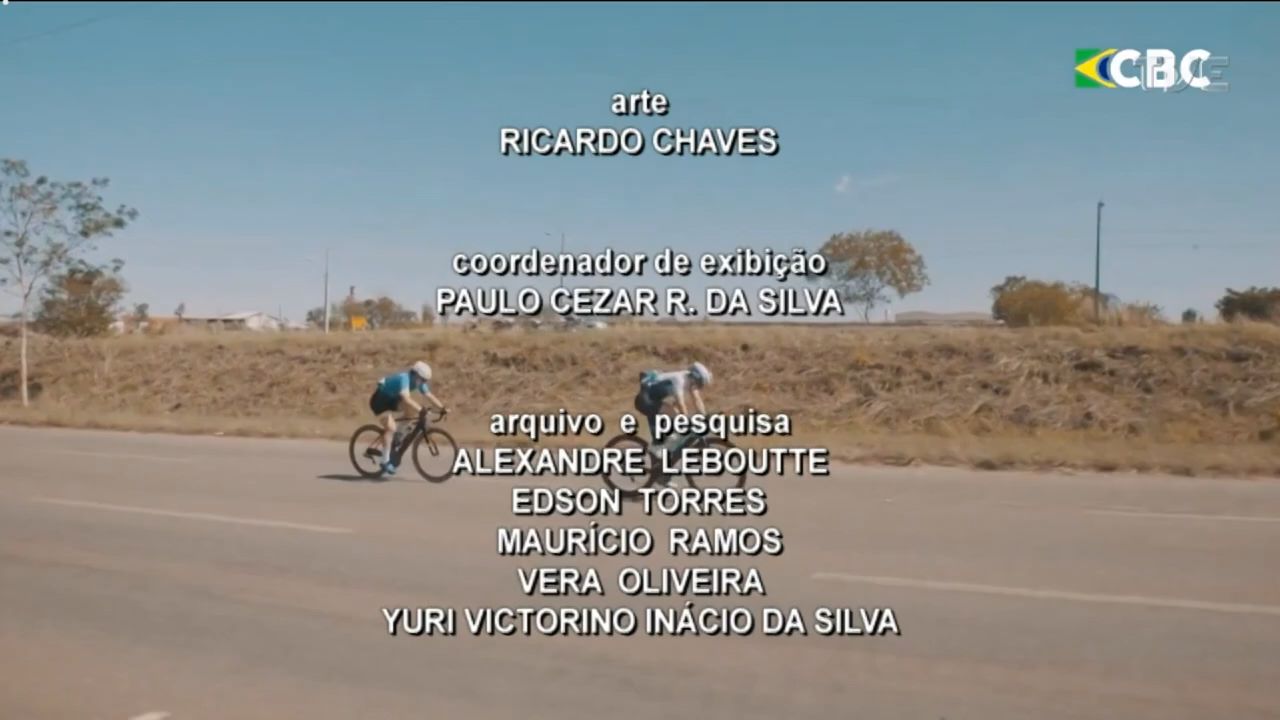 CBC
arte
RICARDO CHAVES
coordenador de exibição
PAULO CEZAR R. DA SILVA
arquivo e pesquisa
ALEXANDRE LEBOUTTE
EDSON TORRES
MAURÍCIO RAMOS
VERA OLIVEIRA
YURI VICTORINO INÁCIO DA SILVA